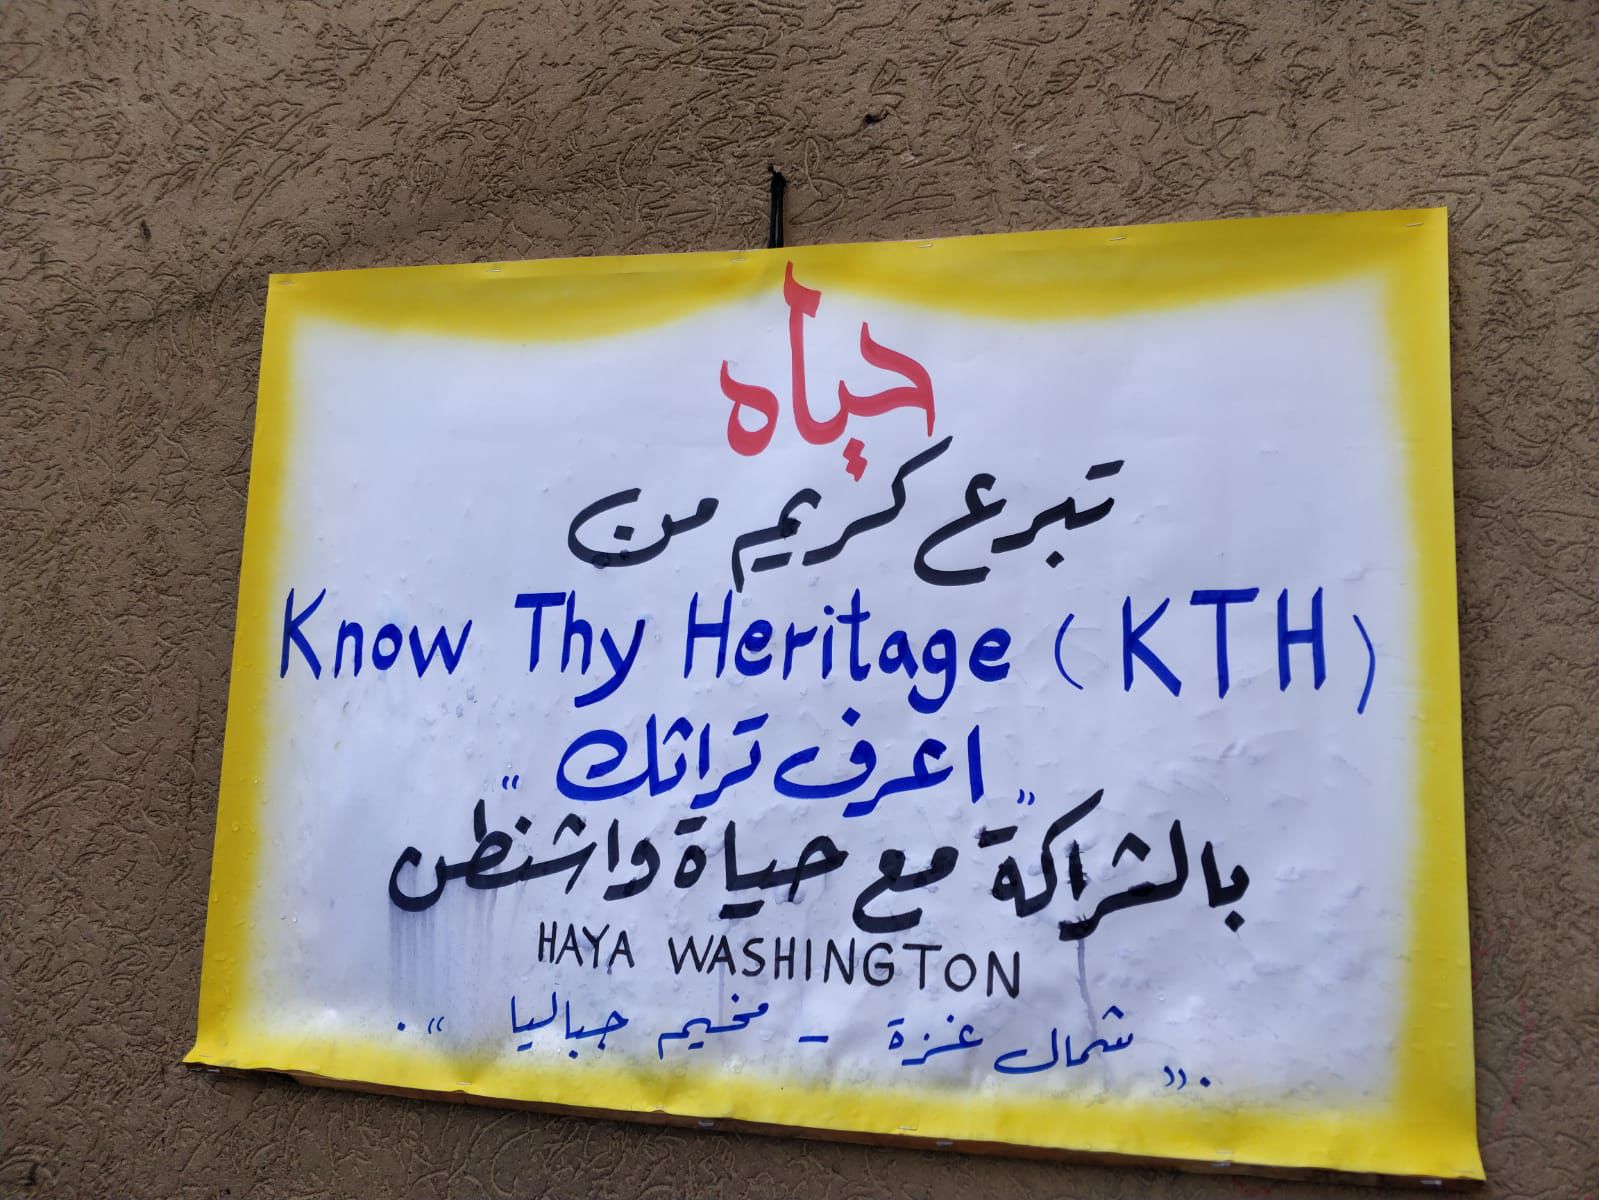 حياه
تبرع كريم من
Know Thy Heritage (KTH)
"اعرف تراثك"
بالشراكة مع حياة واشنطن
HAYA WASHINGTON
."شمال غزة - مخيم جباليا".